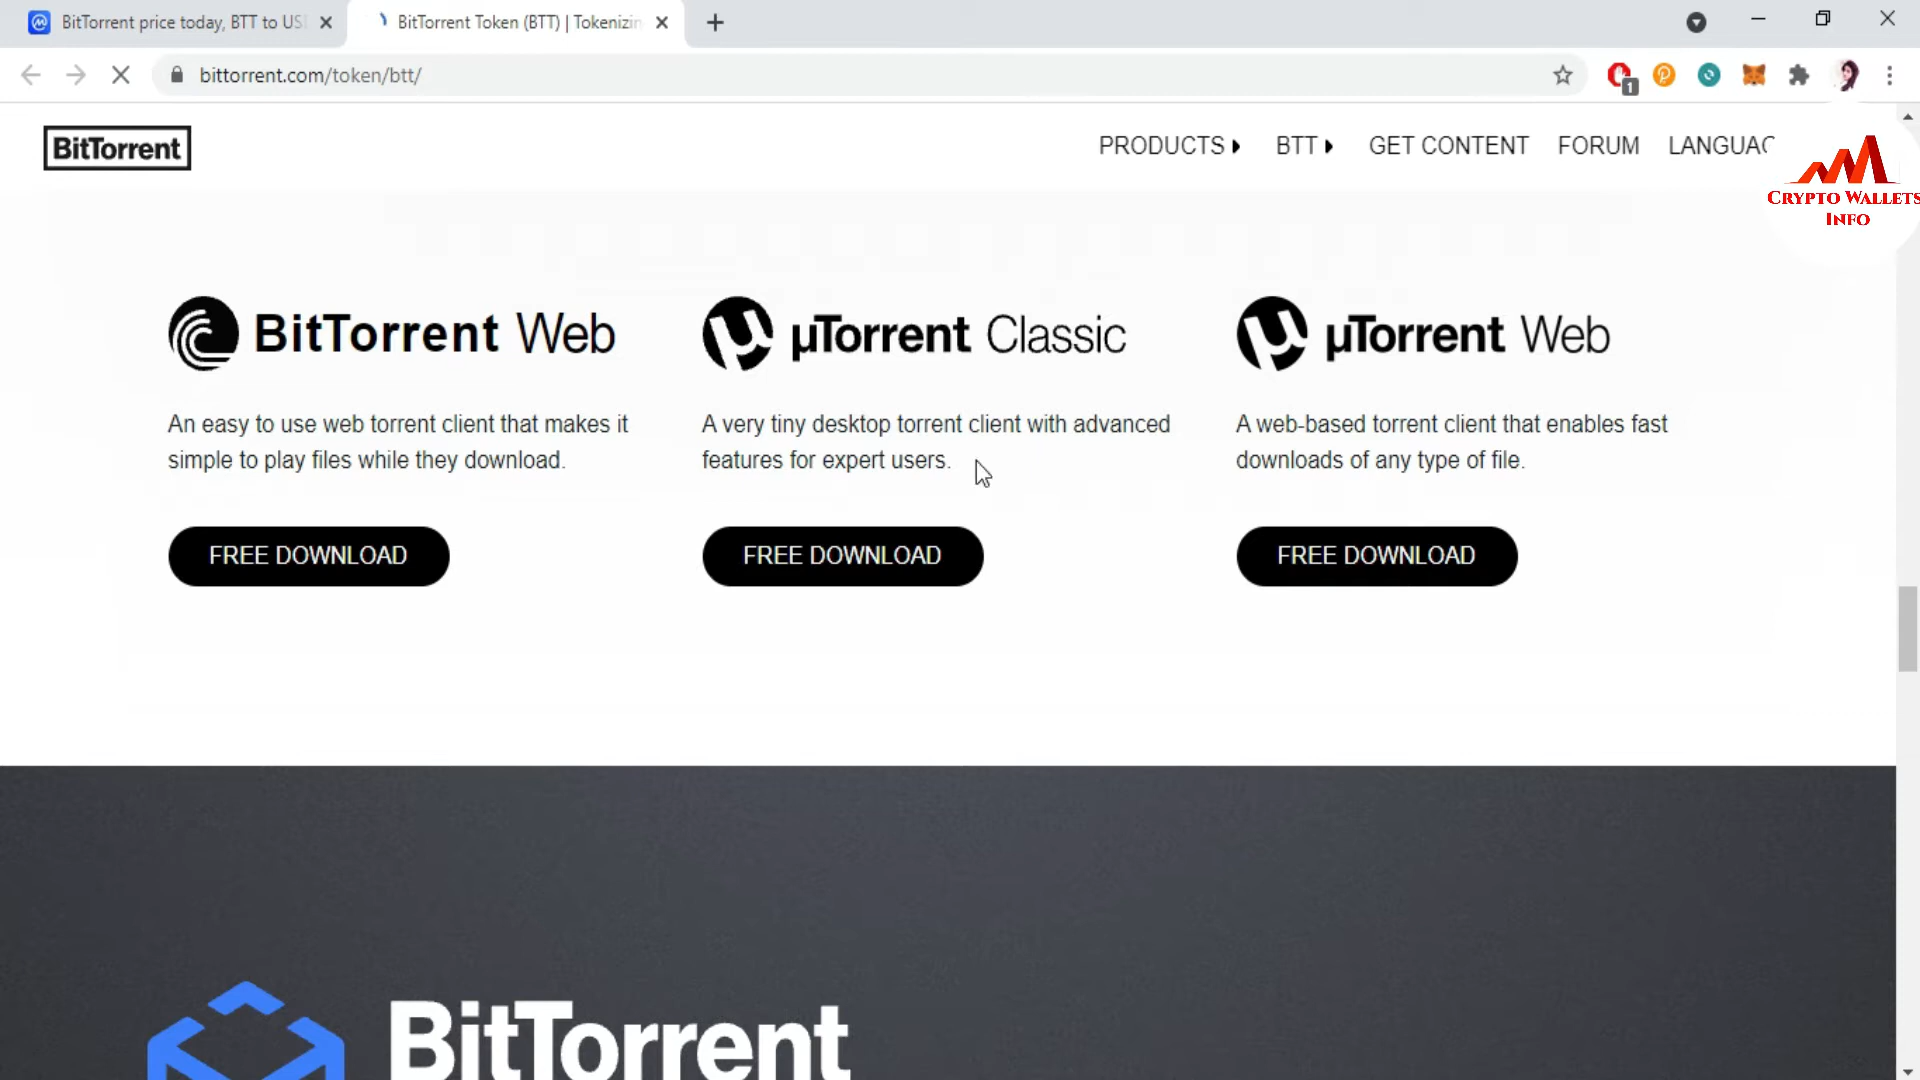 BitTorrent price today, BTT to US
BitTorrent Token (BTT) | Tokenizin
bittorrent.com/token/btt/
1
BitTorrent
PRODUCTS
BTT
GET CONTENT
FORUM
LANGUAG
CRYPTO WALLETS
INFO
BitTorrent Web
An easy to use web torrent client that makes it
simple to play files while they download.
FREE DOWNLOAD
µTorrent Classic
A very tiny desktop torrent client with advanced
features for expert users.
FREE DOWNLOAD
µTorrent Web
A web-based torrent client that enables fast
downloads of any type of file.
FREE DOWNLOAD
BitTorrent